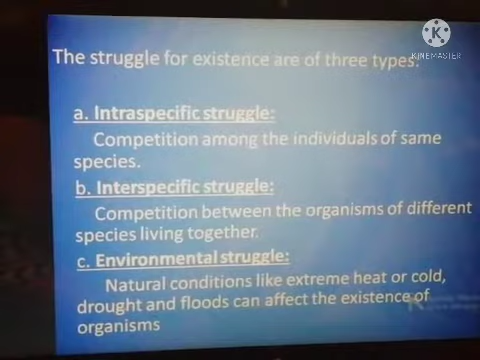 KINEMASTER
The struggle for existence are of three types.
a. Intraspecific struggle:
Competition among the individuals of same
species.
b. Interspecific struggle:
Competition between the organisms of different
species living together.
c. Environmental struggle:
Natural conditions like extreme heat or cold,
drought and floods can affect the existence of
organisms